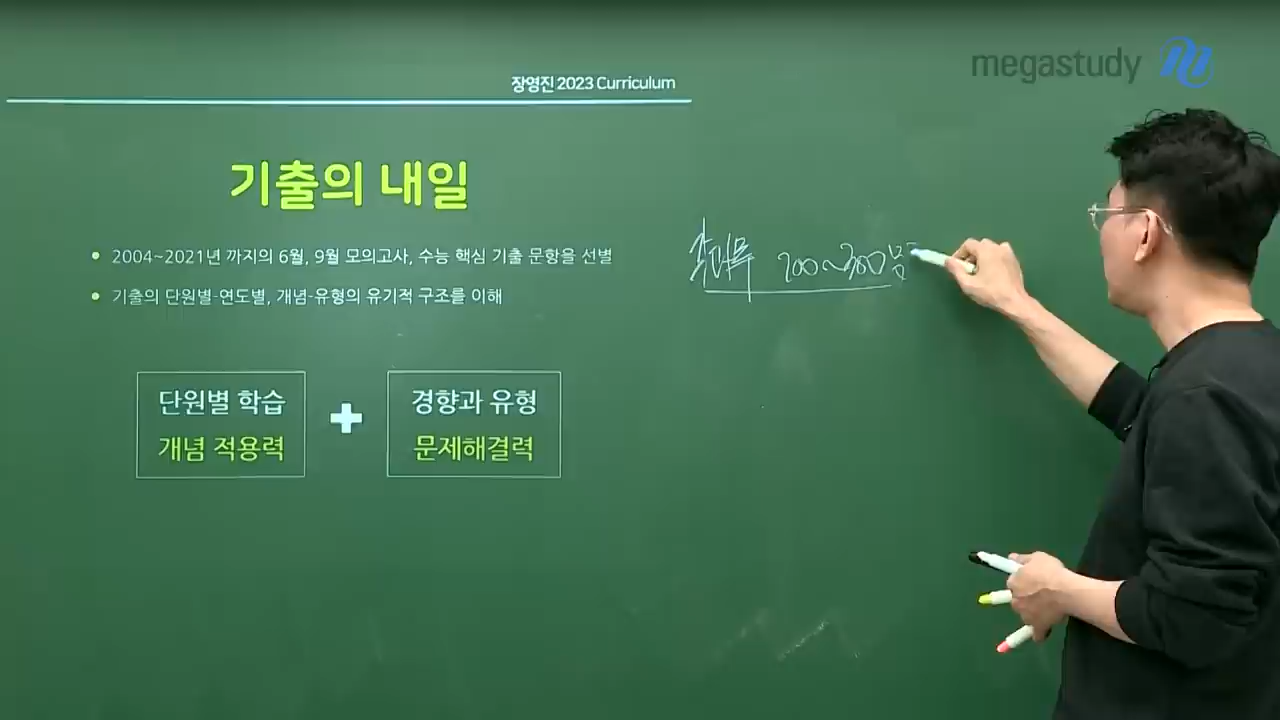 megastudy
장영진 2023 Curriculum
기출의 내일
• 2004~2021년 까지의 6월, 9월 모의고사, 수능 핵심 기출 문항을 선별
• 기출의 단원별·연도별, 개념-유형의 유기적 구조를 이해
단원별 학습
개념 적용력
+
경향과 유형
문제해결력
200~300